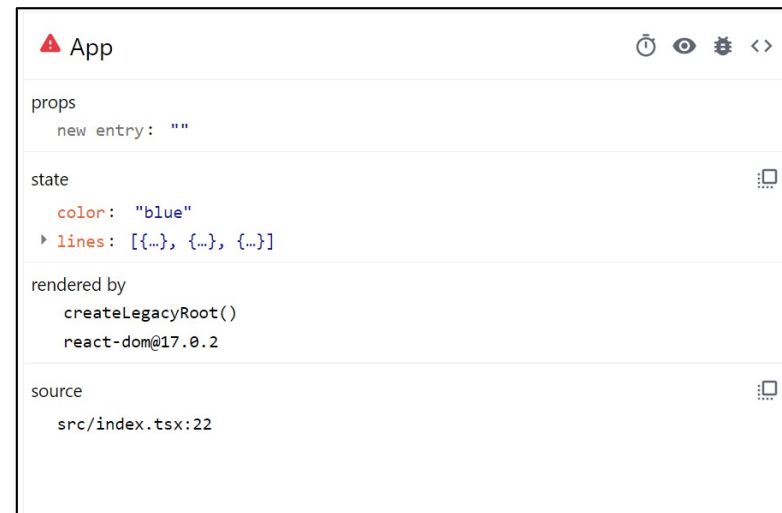 App
props
new entry: ""
state
color: "blue"
lines: [{…}, {…}, {…}]
rendered by
createLegacyRoot()
react-dom@17.0.2
source
src/index.tsx:22